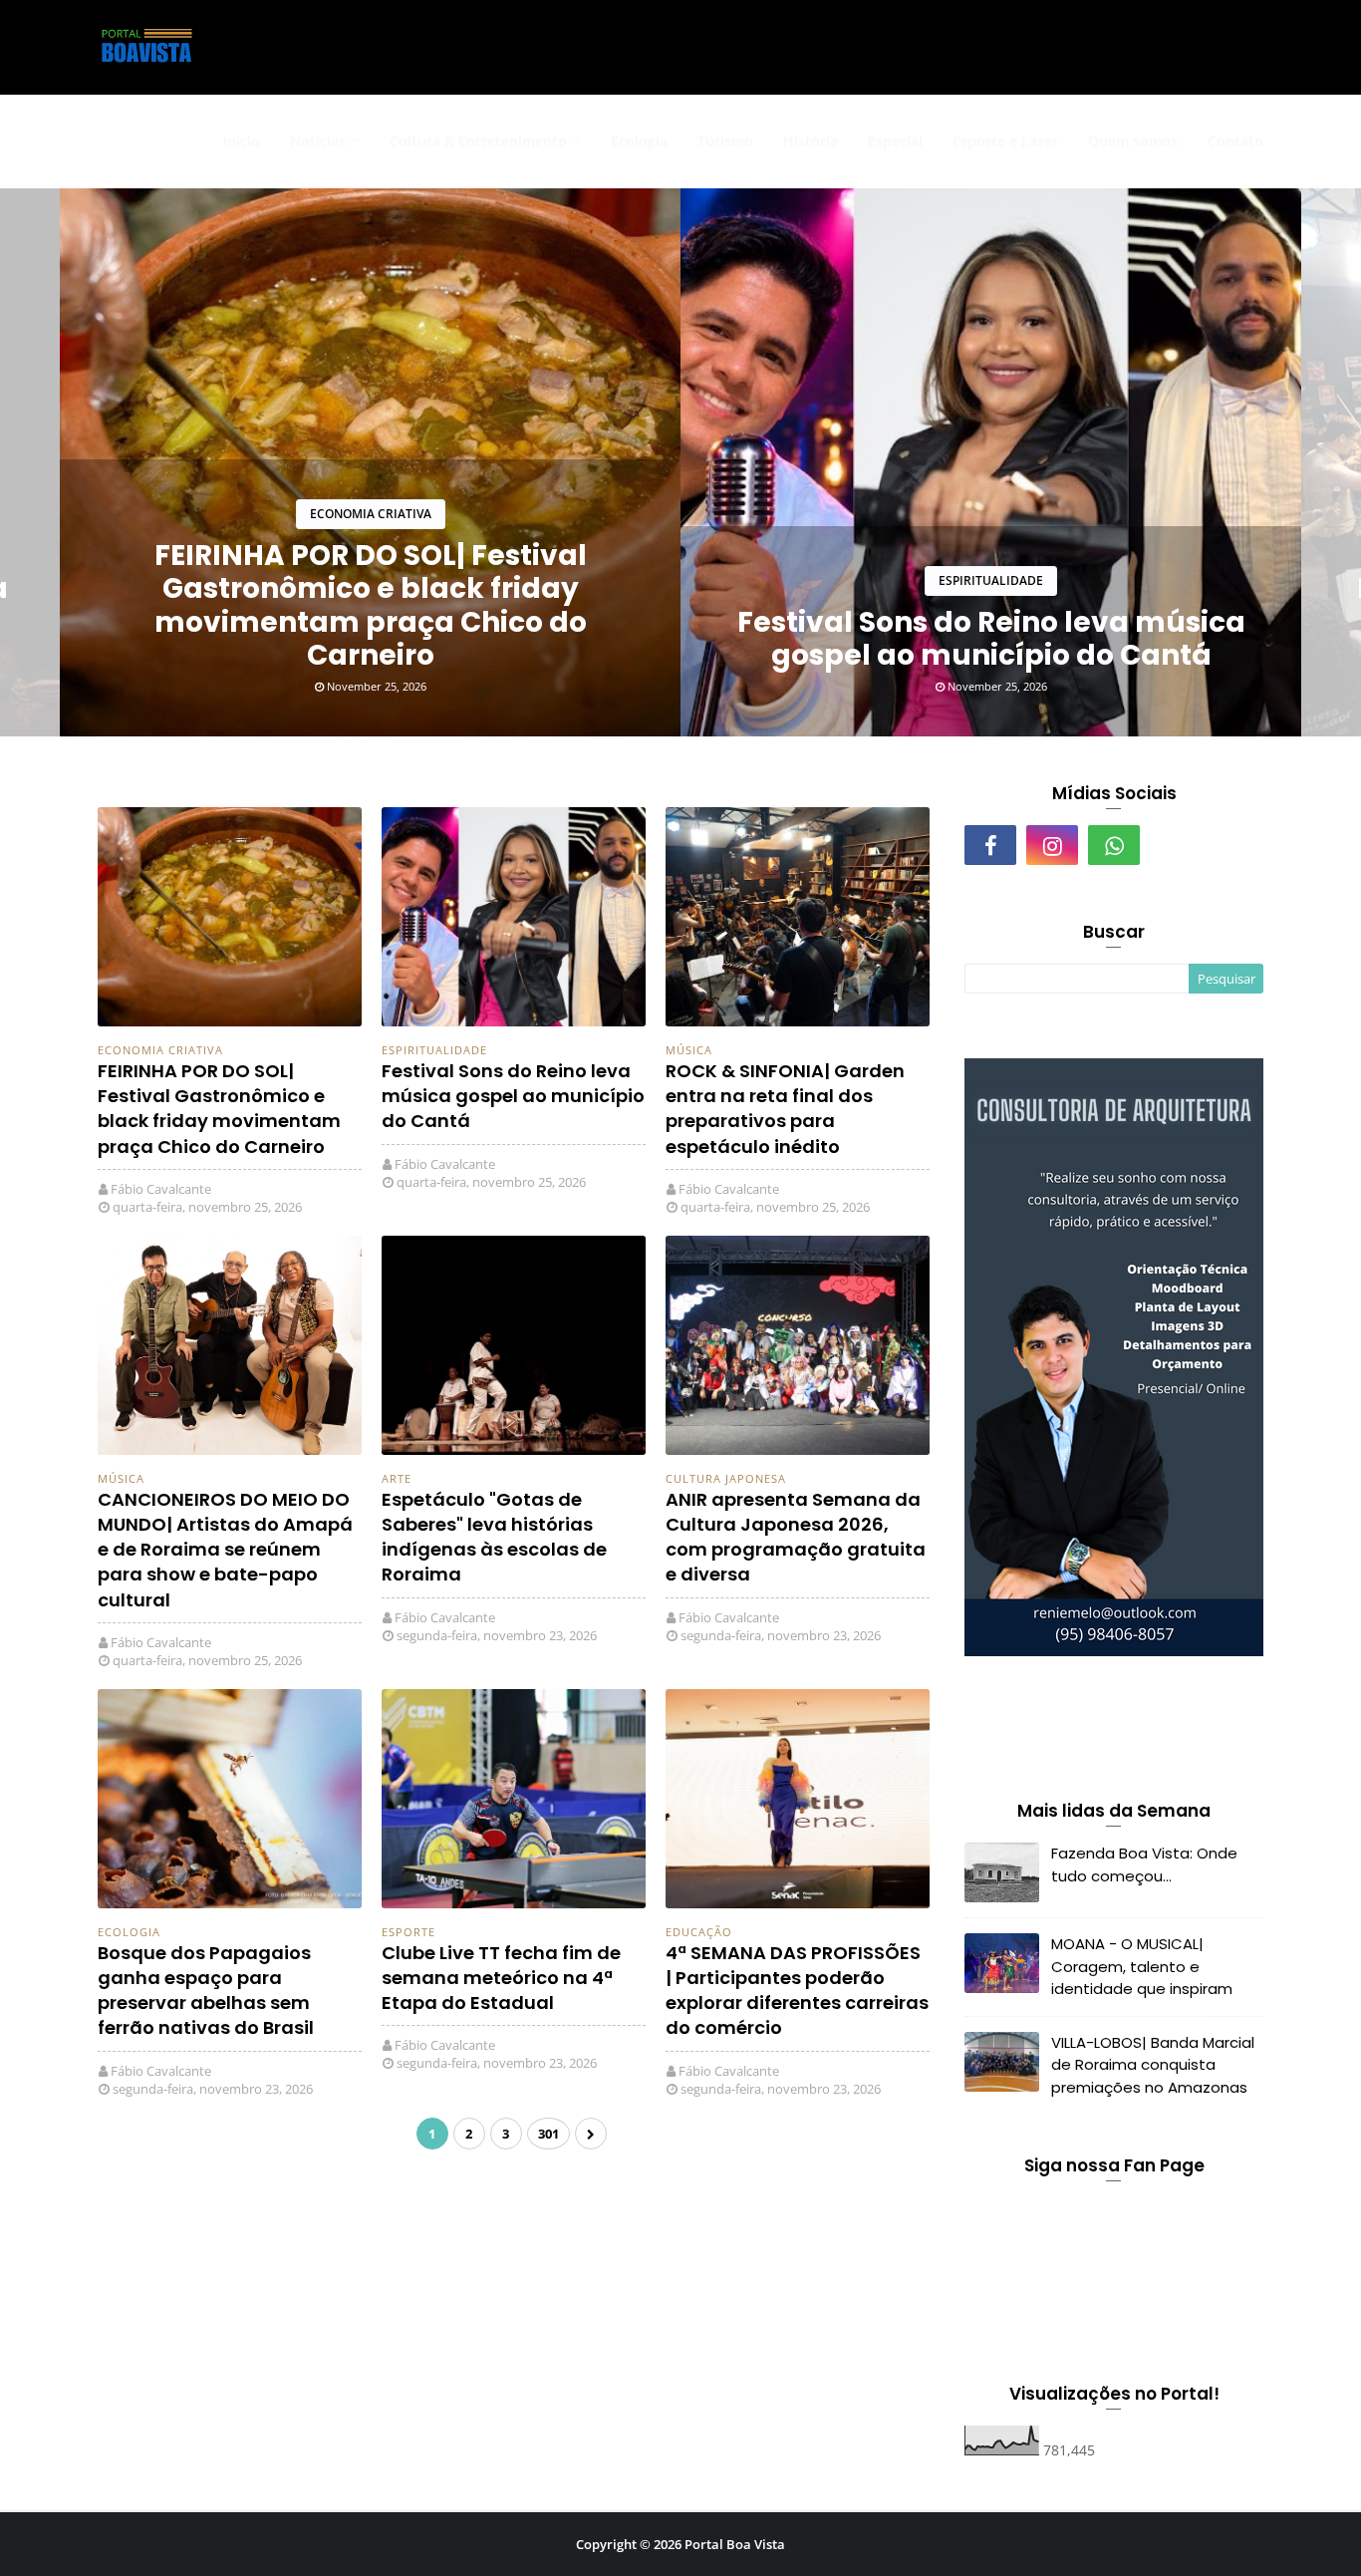 PORTAL
BOAVISTA
Início Notícias Cultura & Entretenimento Ecologia Turismo História Especial Esporte e Lazer Quem somos Contato
ECONOMIA CRIATIVA
FEIRINHA POR DO SOL| Festival
Gastronômico e black friday
movimentam praça Chico do
Carneiro
November 25, 2026
ESPIRITUALIDADE
Festival Sons do Reino leva música
gospel ao município do Cantá
November 25, 2026
ECONOMIA CRIATIVA
FEIRINHA POR DO SOL|
Festival Gastronômico e
black friday movimentam
praça Chico do Carneiro
Fábio Cavalcante
quarta-feira, novembro 25, 2026
ESPIRITUALIDADE
Festival Sons do Reino leva
música gospel ao município
do Cantá
Fábio Cavalcante
quarta-feira, novembro 25, 2026
MÚSICA
ROCK & SINFONIA| Garden
entra na reta final dos
preparativos para
espetáculo inédito
Fábio Cavalcante
quarta-feira, novembro 25, 2026
MÚSICA
CANCIONEIROS DO MEIO DO
MUNDO| Artistas do Amapá
e de Roraima se reúnem
para show e bate-papo
cultural
Fábio Cavalcante
quarta-feira, novembro 25, 2026
ARTE
Espetáculo "Gotas de
Saberes" leva histórias
indígenas às escolas de
Roraima
Fábio Cavalcante
segunda-feira, novembro 23, 2026
CONCURSO
CULTURA JAPONESA
ANIR apresenta Semana da
Cultura Japonesa 2026,
com programação gratuita
e diversa
Fábio Cavalcante
segunda-feira, novembro 23, 2026
ECOLOGIA
Bosque dos Papagaios
ganha espaço para
preservar abelhas sem
ferrão nativas do Brasil
Fábio Cavalcante
segunda-feira, novembro 23, 2026
CBTM
ESPORTE
Clube Live TT fecha fim de
semana meteórico na 4ª
Etapa do Estadual
Fábio Cavalcante
segunda-feira, novembro 23, 2026
Senac
EDUCAÇÃO
4ª SEMANA DAS PROFISSÕES
| Participantes poderão
explorar diferentes carreiras
do comércio
Fábio Cavalcante
segunda-feira, novembro 23, 2026
1 2 3 301
Mídias Sociais
Buscar
Pesquisar
CONSULTORIA DE ARQUITETURA
"Realize seu sonho com nossa
consultoria, através de um serviço
rápido, prático e acessível."
Orientação Técnica
Moodboard
Planta de Layout
Imagens 3D
Detalhamentos para
Orçamento
Presencial/ Online
reniemelo@outlook.com
(95) 98406-8057
Mais lidas da Semana
Fazenda Boa Vista: Onde
tudo começou...
MOANA - O MUSICAL|
Coragem, talento e
identidade que inspiram
VILLA-LOBOS| Banda Marcial
de Roraima conquista
premiações no Amazonas
Siga nossa Fan Page
Visualizações no Portal!
781,445
Copyright © 2026 Portal Boa Vista